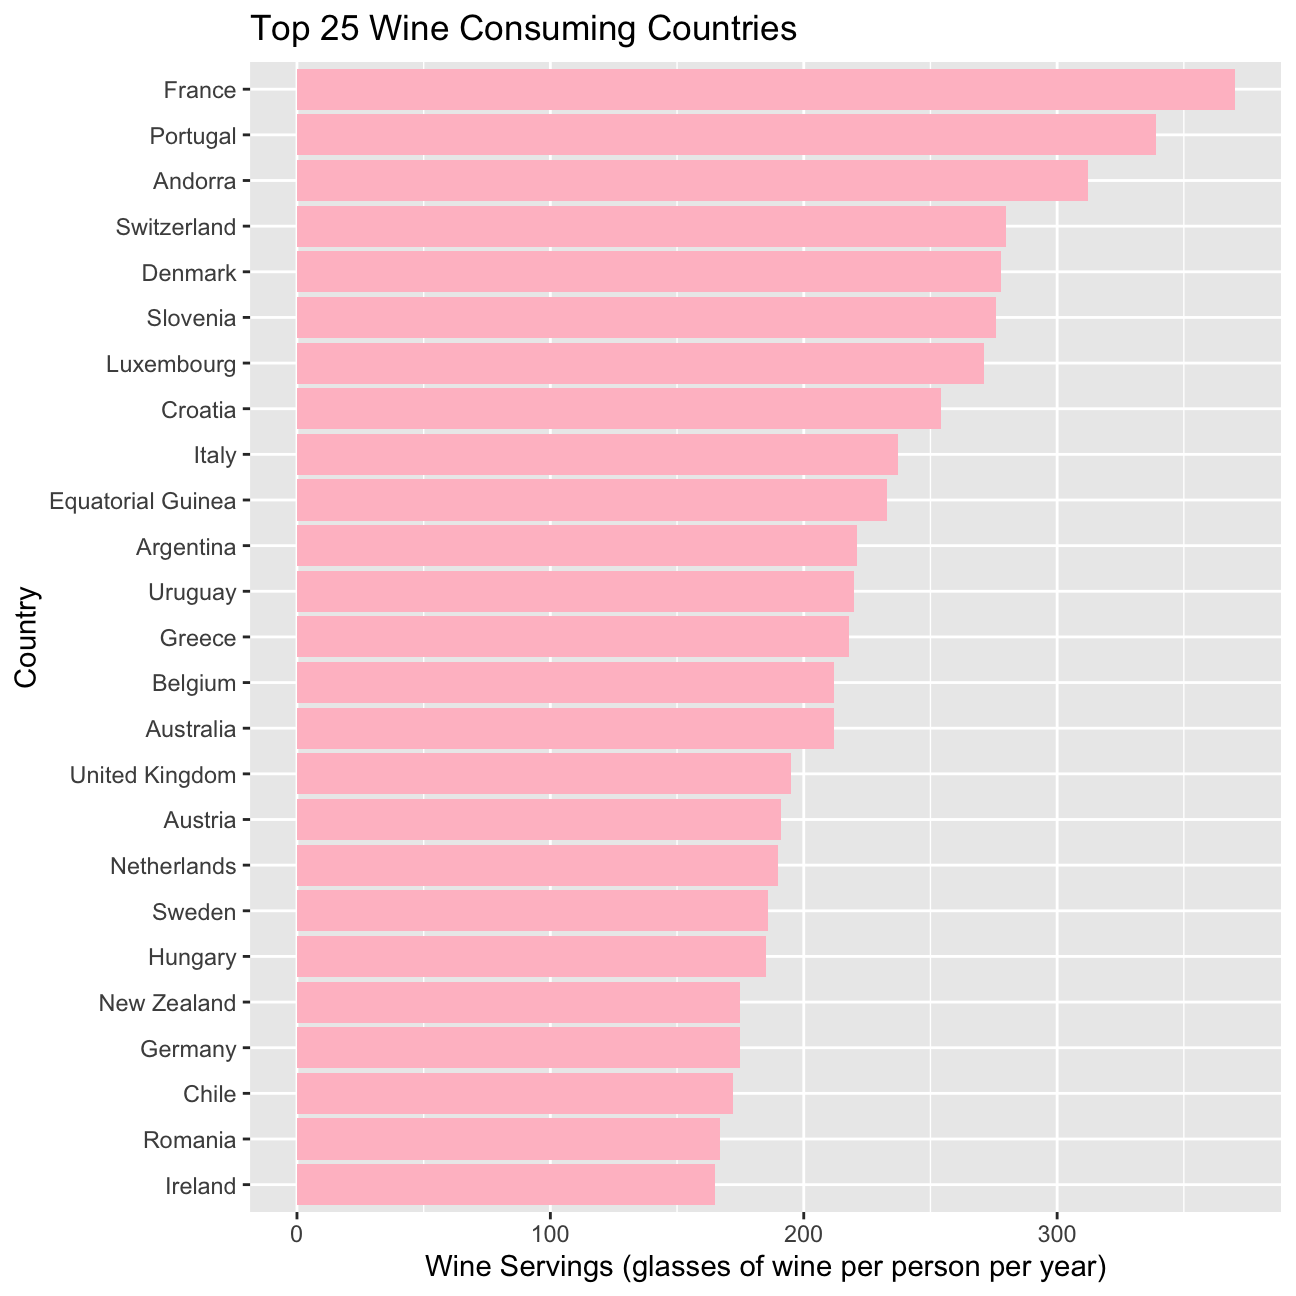 Top 25 Wine Consuming Countries
France
Portugal
Andorra
Switzerland
Denmark
Slovenia
Luxembourg
Croatia
Italy
Equatorial Guinea
Argentina
Uruguay
Greece
Belgium
Australia
United Kingdom
Austria
Netherlands
Sweden
Hungary
New Zealand
Germany
Chile
Romania
Ireland
Country
0 100 200 300
Wine Servings (glasses of wine per person per year)